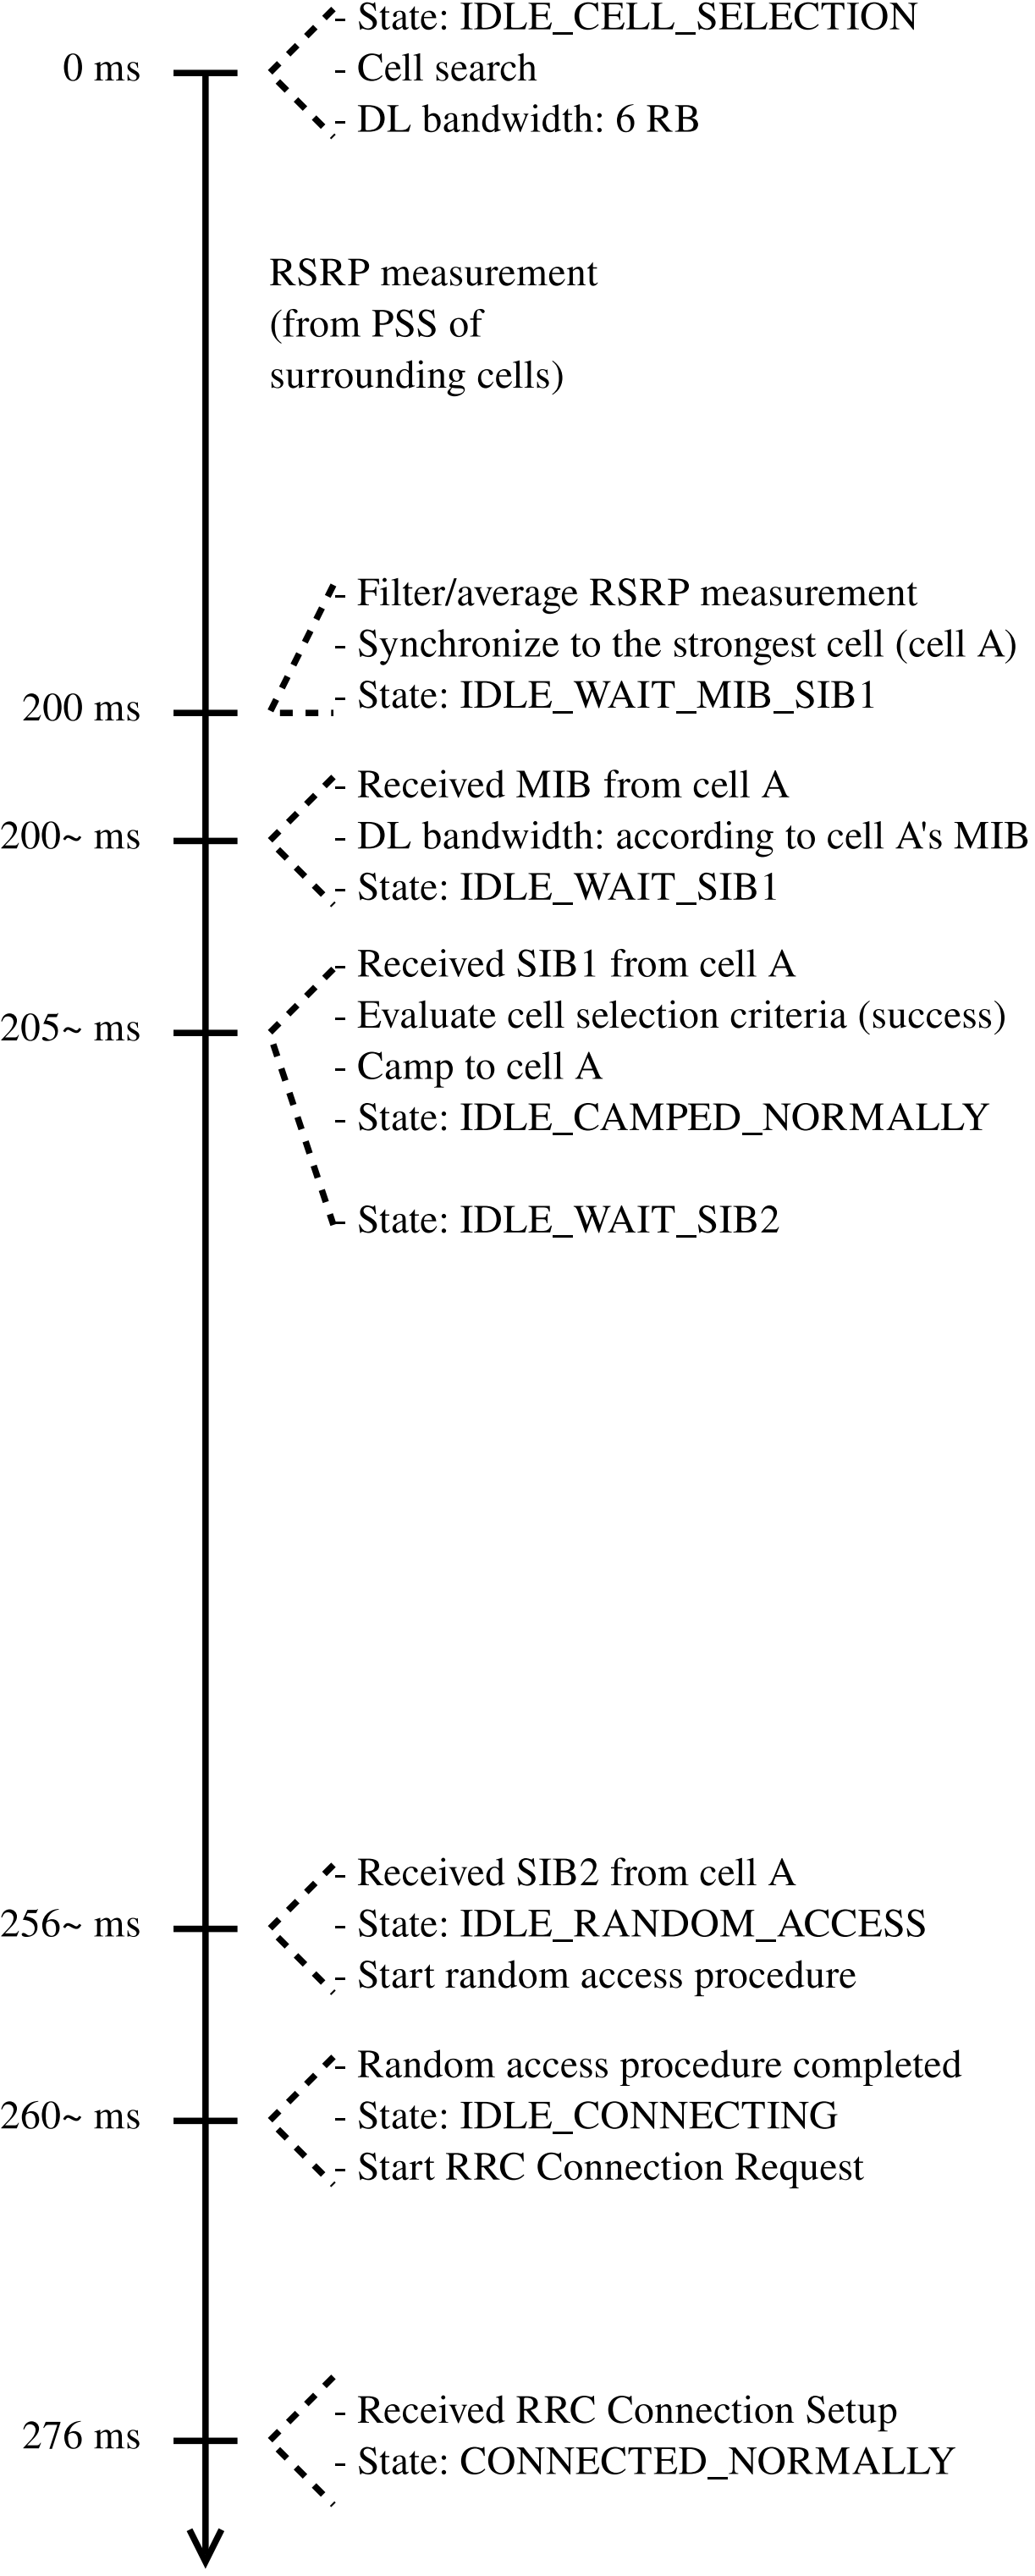 - State: IDLE_CELL_SELECTION
0 ms
- Cell search
- DL bandwidth: 6 RB
RSRP measurement
(from PSS of
surrounding cells)
- Filter/average RSRP measurement
- Synchronize to the strongest cell (cell A)
200 ms
- State: IDLE_WAIT_MIB_SIB1
- Received MIB from cell A
200~ ms
- DL bandwidth: according to cell A's MIB
- State: IDLE_WAIT_SIB1
- Received SIB1 from cell A
205~ ms
- Evaluate cell selection criteria (success)
- Camp to cell A
- State: IDLE_CAMPED_NORMALLY
- State: IDLE_WAIT_SIB2
- Received SIB2 from cell A
256~ ms
- State: IDLE_RANDOM_ACCESS
- Start random access procedure
- Random access procedure completed
260~ ms
- State: IDLE_CONNECTING
- Start RRC Connection Request
- Received RRC Connection Setup
276 ms
- State: CONNECTED_NORMALLY